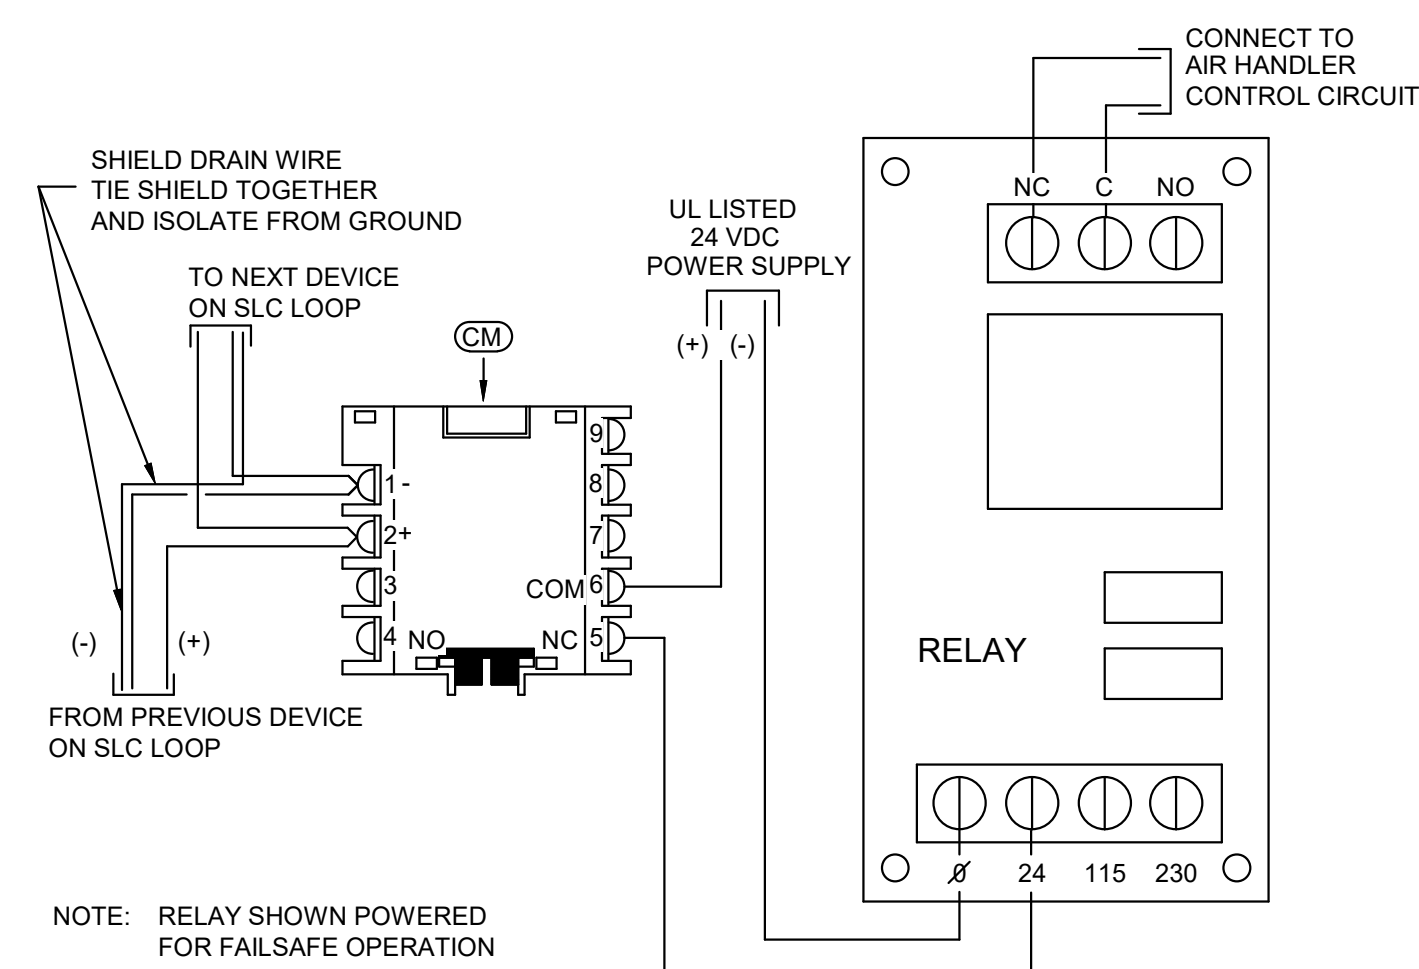 CONNECT TO
AIR HANDLER
CONTROL CIRCUIT
SHIELD DRAIN WIRE
TIE SHIELD TOGETHER
AND ISOLATE FROM GROUND
TO NEXT DEVICE
ON SLC LOOP
UL LISTED
24 VDC
POWER SUPPLY
(+) (-)
CM
NC C NO
9
1 - 8
2+ 7
3 COM 6
4 NO NC 5
(-) (+)
FROM PREVIOUS DEVICE
ON SLC LOOP
RELAY
0 24 115 230
NOTE: RELAY SHOWN POWERED
FOR FAILSAFE OPERATION